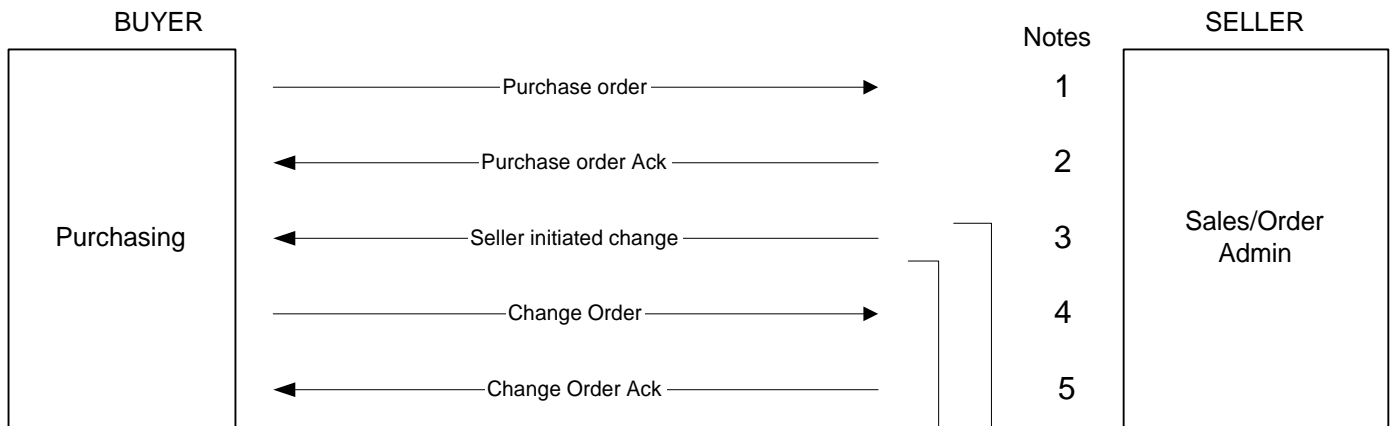 BUYER
Notes
SELLER
Purchase order
1
Purchase order Ack
2
Purchasing
Seller initiated change
3
Sales/Order
Admin
Change Order
4
Change Order Ack
5